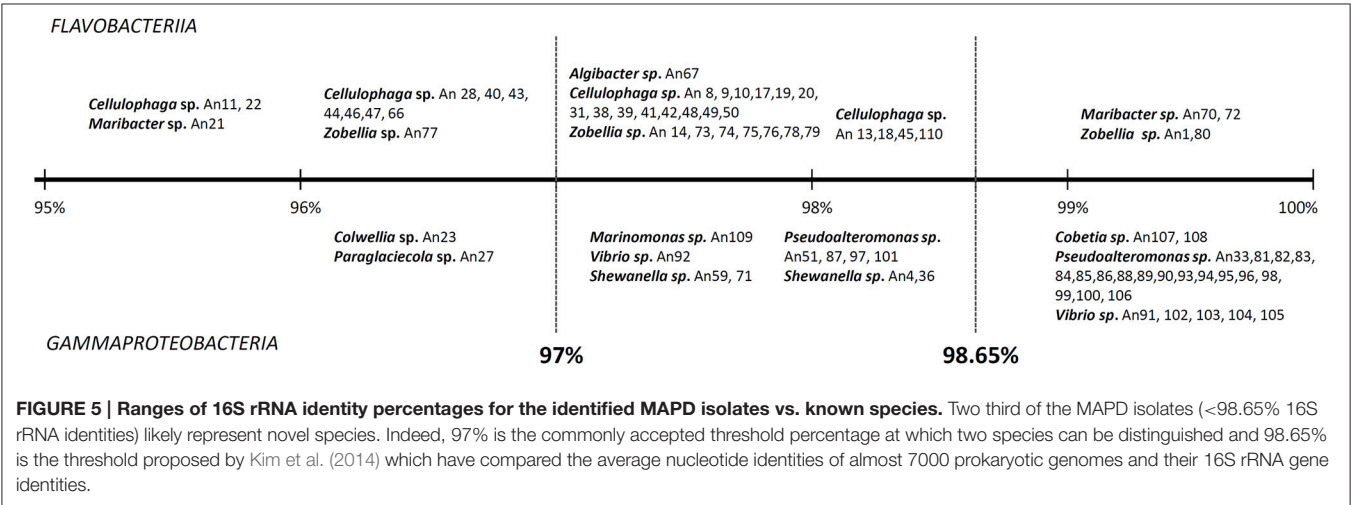 FLAVOBACTERIIA
Cellulophaga sp. An11, 22
Maribacter sp. An21
Cellulophaga sp. An 28, 40, 43,
44,46,47, 66
Zobellia sp. An77
Algibacter sp. An67
Cellulophaga sp. An 8, 9,10,17,19, 20,
31, 38, 39, 41,42,48,49,50
Zobellia sp. An 14, 73, 74, 75,76,78,79
Cellulophaga sp.
An 13,18,45,110
Maribacter sp. An70, 72
Zobellia sp. An1,80
95%
96%
98%
99%
100%
Colwellia sp. An23
Paraglaciecola sp. An27
Marinomonas sp. An109
Vibrio sp. An92
Shewanella sp. An59, 71
Pseudoalteromonas sp.
An51, 87, 97, 101
Shewanella sp. An4,36
Cobetia sp. An107, 108
Pseudoalteromonas sp. An33,81,82,83,
84,85,86,88,89,90,93,94,95,96, 98,
99,100, 106
Vibrio sp. An91, 102, 103, 104, 105
GAMMAPROTEOBACTERIA
97%
98.65%
FIGURE 5 | Ranges of 16S rRNA identity percentages for the identified MAPD isolates vs. known species. Two third of the MAPD isolates (<98.65% 16S
rRNA identities) likely represent novel species. Indeed, 97% is the commonly accepted threshold percentage at which two species can be distinguished and 98.65%
is the threshold proposed by Kim et al. (2014) which have compared the average nucleotide identities of almost 7000 prokaryotic genomes and their 16S rRNA gene
identities.